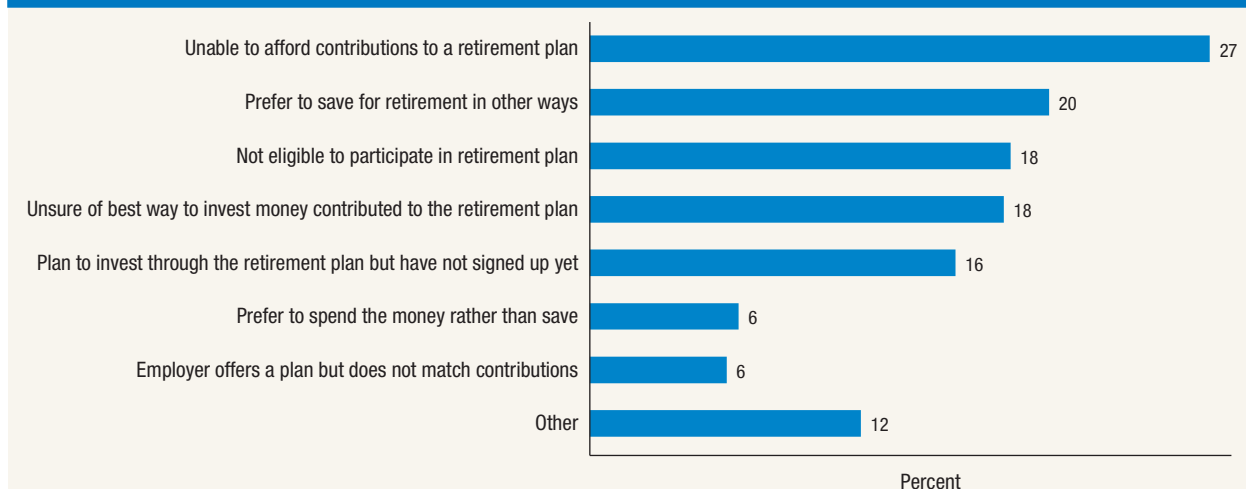 Unable to afford contributions to a retirement plan 27
Prefer to save for retirement in other ways 20
Not eligible to participate in retirement plan 18
Unsure of best way to invest money contributed to the retirement plan 18
Plan to invest through the retirement plan but have not signed up yet 16
Prefer to spend the money rather than save 6
Employer offers a plan but does not match contributions 6
Other 12
Percent